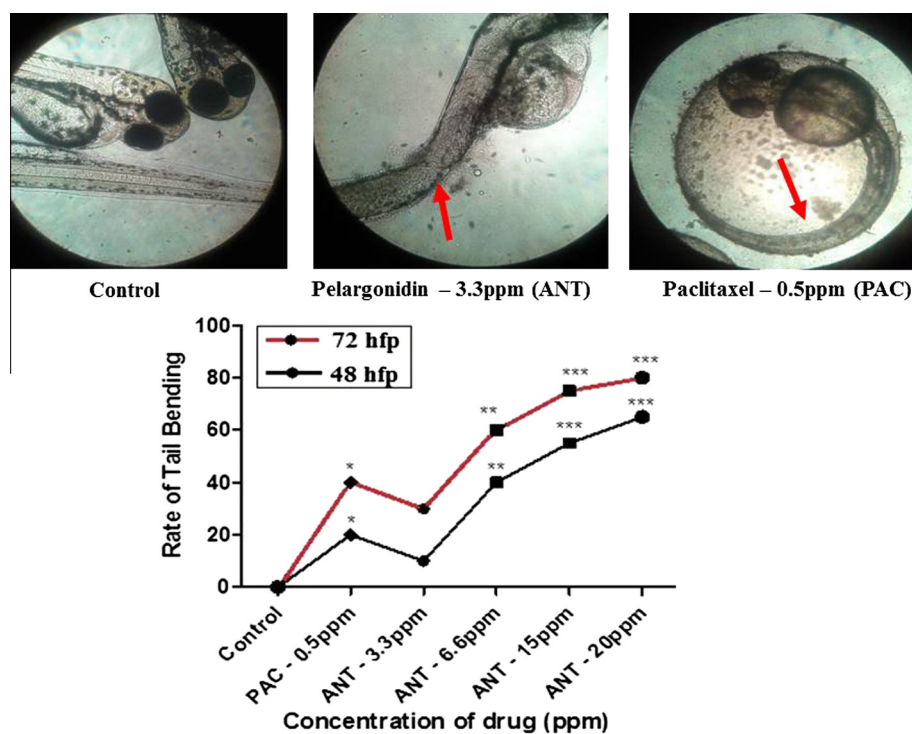 Control
Pelargonidin – 3.3ppm (ANT)
Paclitaxel – 0.5ppm (PAC)
100
80
60
40
20
0
Rate of Tail Bending
72 hfp
48 hfp
*
*
**
**
***
***
***
***
Control
PAC - 0.5ppm
ANT - 3.3ppm
ANT - 6.6ppm
ANT - 15ppm
ANT - 20ppm
Concentration of drug (ppm)